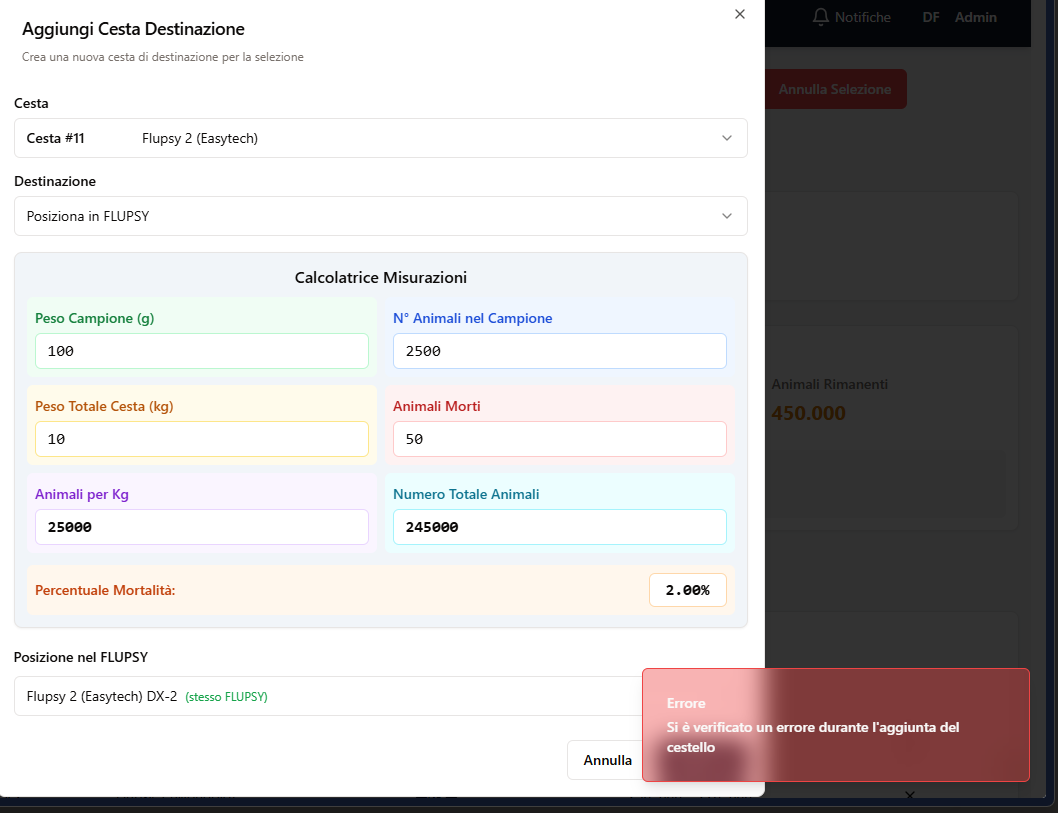 Aggiungi Cesta Destinazione
Crea una nuova cesta di destinazione per la selezione
Notifiche DF Admin
Annulla Selezione
Cesta
Cesta #11 Flupsy 2 (Easytech)
Destinazione
Posiziona in FLUPSY
Calcolatrice Misurazioni
Peso Campione (g) N° Animali nel Campione
100 2500
Peso Totale Cesta (kg) Animali Morti
10 50
Animali per Kg Numero Totale Animali
25000 245000
Percentuale Mortalità: 2.00%
Animali Rimanenti
450.000
Posizione nel FLUPSY
Flupsy 2 (Easytech) DX-2 (stesso FLUPSY)
Annulla
Errore
Si è verificato un errore durante l'aggiunta del
cestello